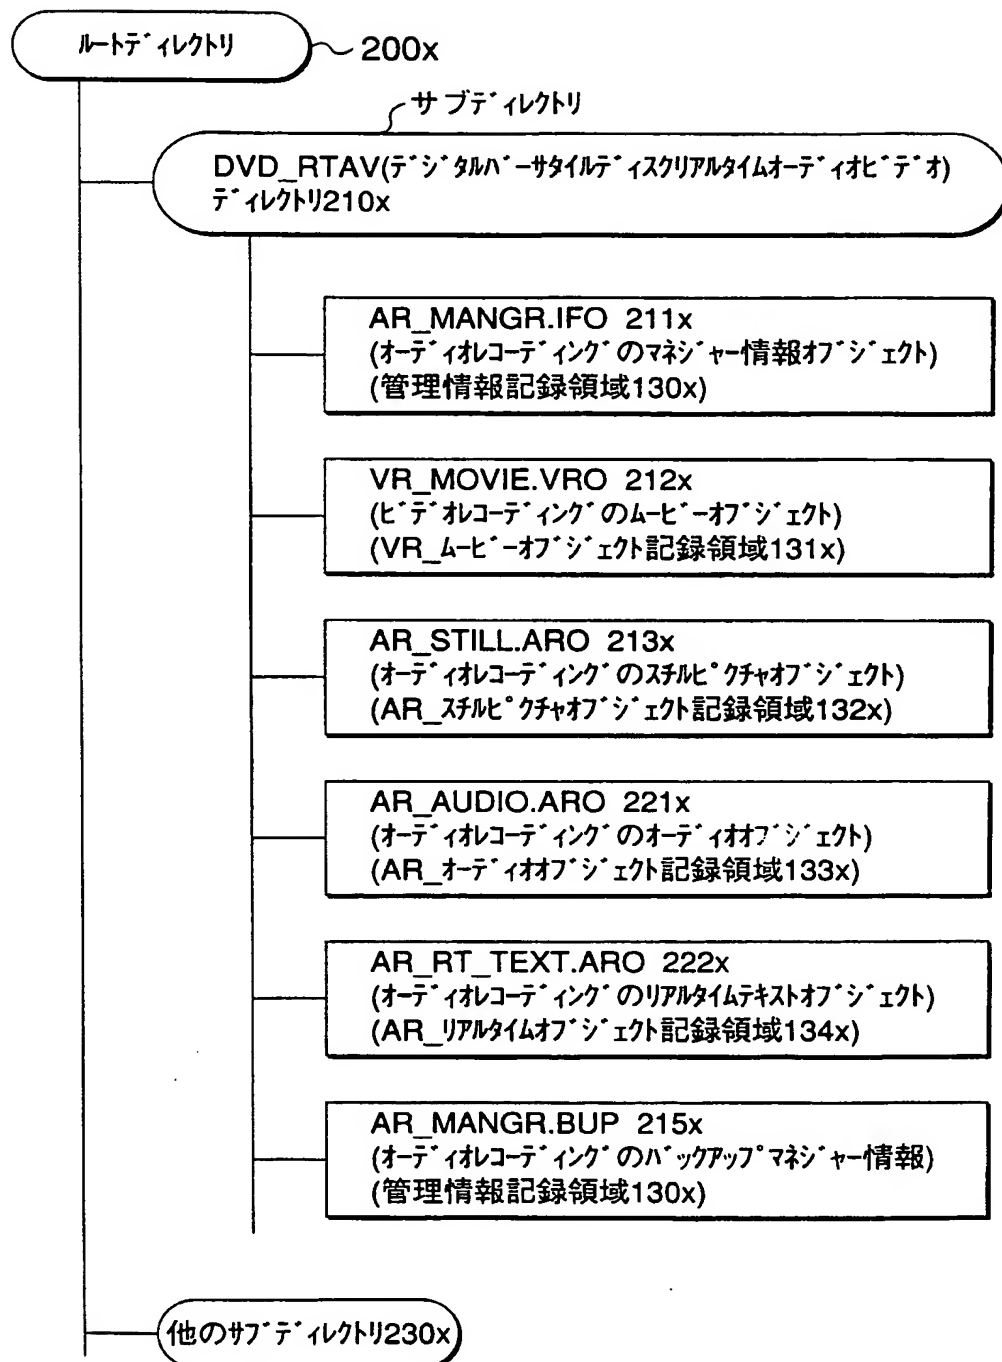 ルートディレクトリ
200x
サブディレクトリ
DVD_RTAV(デジタルバーサタイルディスクリアルタイムオーディオビデオ)
ディレクトリ210x
AR_MANGR.IFO 211x
(オーディオレコーディングのマネジャー情報オブジェクト)
(管理情報記録領域130x)
VR_MOVIE.VRO 212x
(ビデオレコーディングのムービーオブジェクト)
(VR_ムービーオブジェクト記録領域131x)
AR_STILL.ARO 213x
(オーディオレコーディングのスチルピクチャオブジェクト)
(AR_スチルピクチャオブジェクト記録領域132x)
AR_AUDIO.ARO 221x
(オーディオレコーディングのオーディオオブジェクト)
(AR_オーディオオブジェクト記録領域133x)
AR_RT_TEXT.ARO 222x
(オーディオレコーディングのリアルタイムテキストオブジェクト)
(AR_リアルタイムオブジェクト記録領域134x)
AR_MANGR.BUP 215x
(オーディオレコーディングのバックアップマネジャー情報)
(管理情報記録領域130x)
他のサブディレクトリ230x